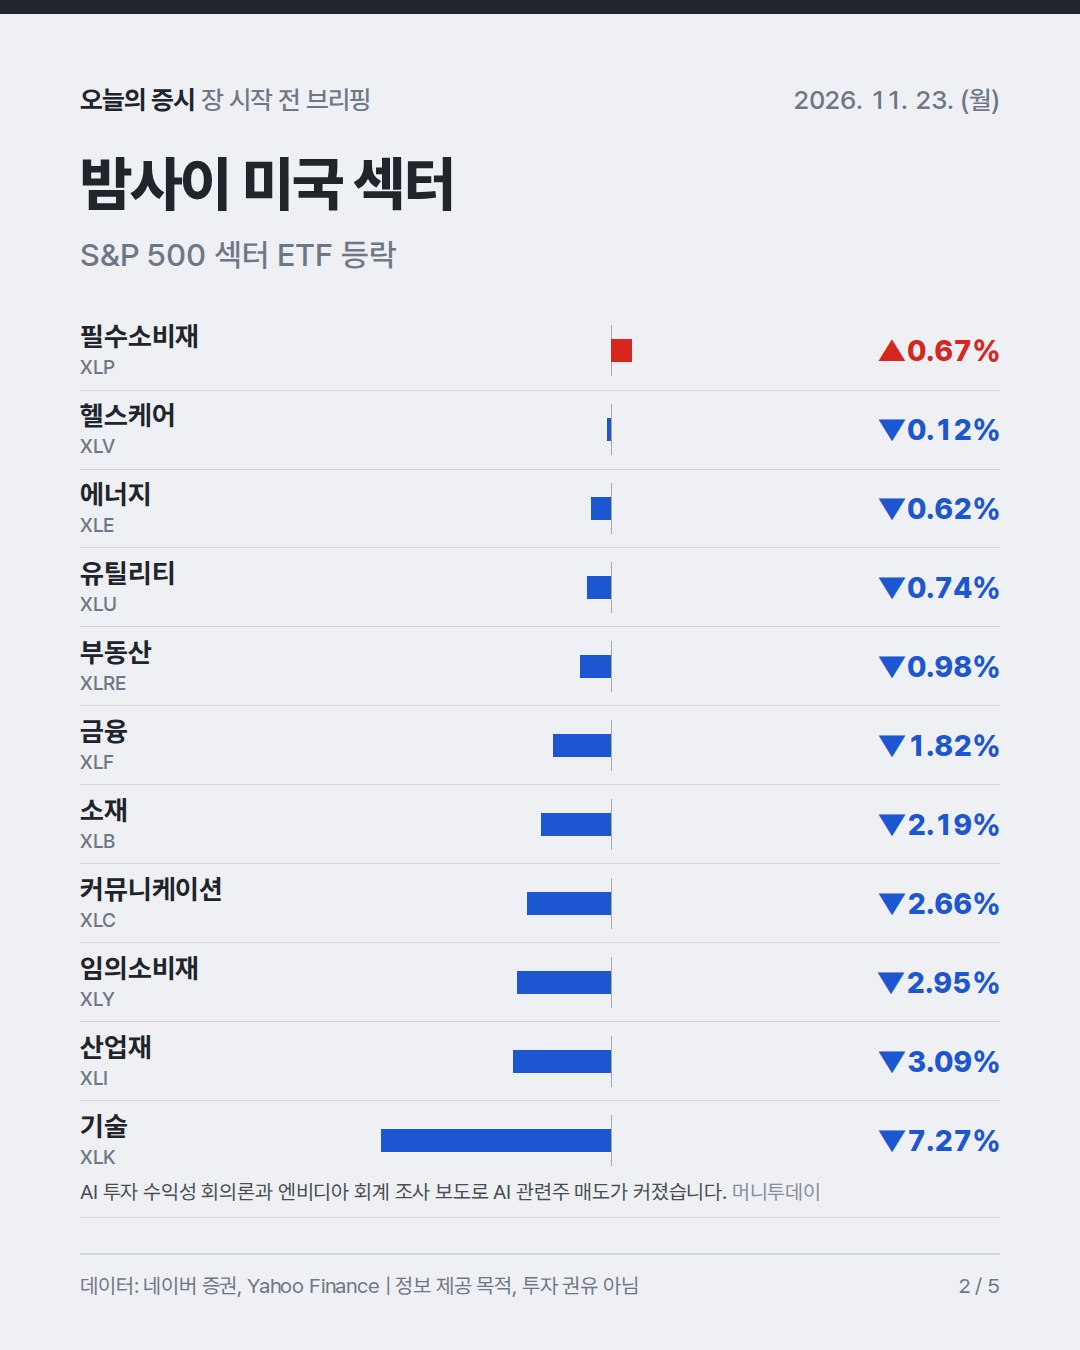 오늘의 증시 장 시작 전 브리핑
2026. 11. 23. (월)
밤사이 미국 섹터
S&P 500 섹터 ETF 등락
필수소비재
XLP
▲0.67%
헬스케어
XLV
▼0.12%
에너지
XLE
▼0.62%
유틸리티
XLU
▼0.74%
부동산
XLRE
▼0.98%
금융
XLF
▼1.82%
소재
XLB
▼2.19%
커뮤니케이션
XLC
▼2.66%
임의소비재
XLY
▼2.95%
산업재
XLI
▼3.09%
기술
XLK
▼7.27%
AI 투자 수익성 회의론과 엔비디아 회계 조사 보도로 AI 관련주 매도가 커졌습니다. 머니투데이
데이터: 네이버 증권, Yahoo Finance | 정보 제공 목적, 투자 권유 아님
2 / 5